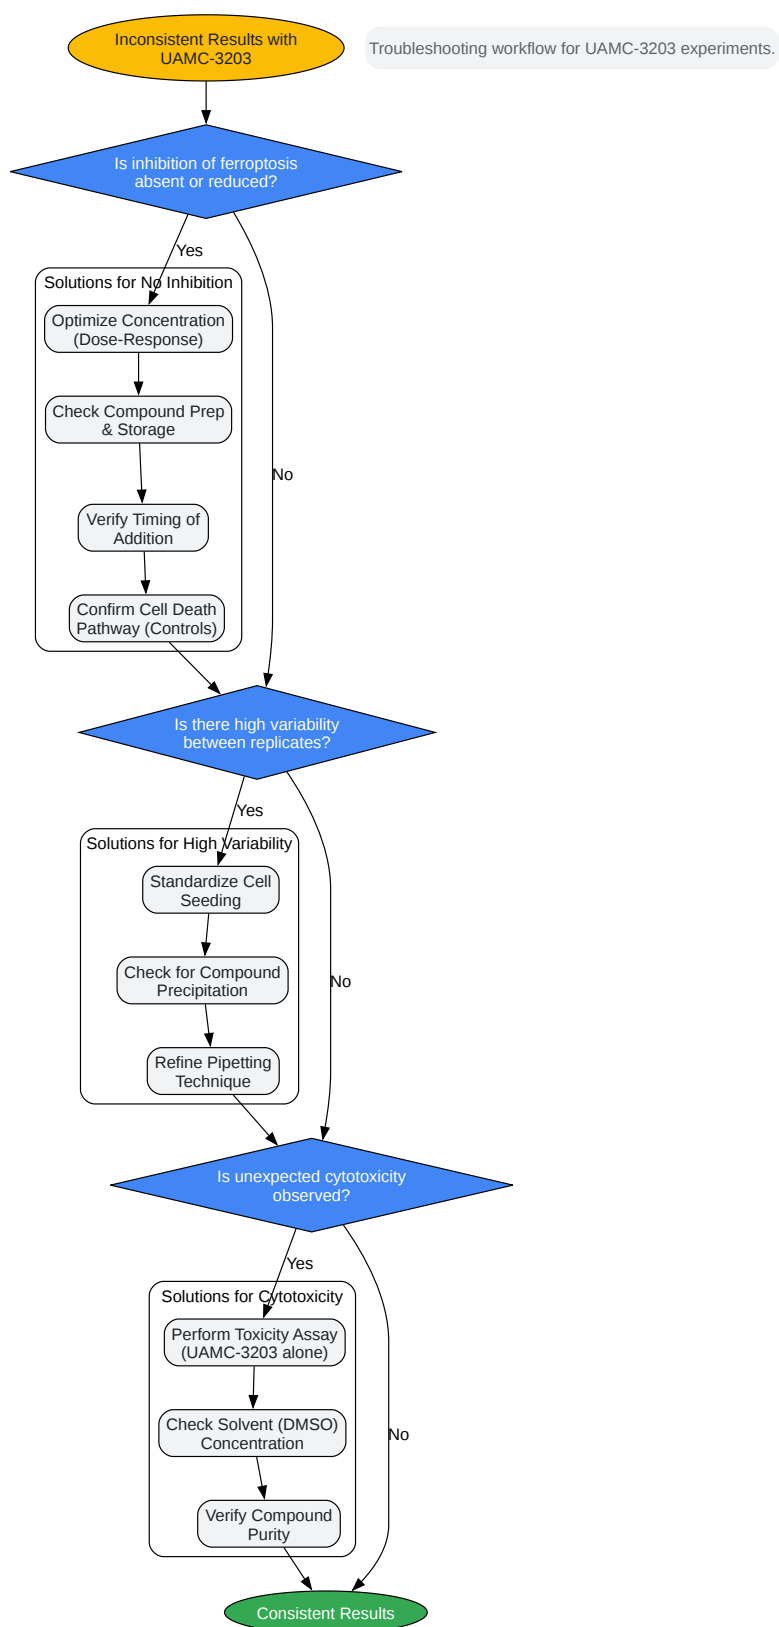 Inconsistent Results with
UAMC-3203
Troubleshooting workflow for UAMC-3203 experiments.
Is inhibition of ferroptosis
absent or reduced?
Yes
Solutions for No Inhibition
Optimize Concentration
(Dose-Response)
Check Compound Prep
& Storage
No
Verify Timing of
Addition
Confirm Cell Death
Pathway (Controls)
Is there high variability
between replicates?
Yes
Solutions for High Variability
Standardize Cell
Seeding
Check for Compound
Precipitation
No
Refine Pipetting
Technique
Is unexpected cytotoxicity
observed?
Yes
Solutions for Cytotoxicity
Perform Toxicity Assay
(UAMC-3203 alone)
Check Solvent (DMSO)
Concentration
No
Verify Compound
Purity
Consistent Results